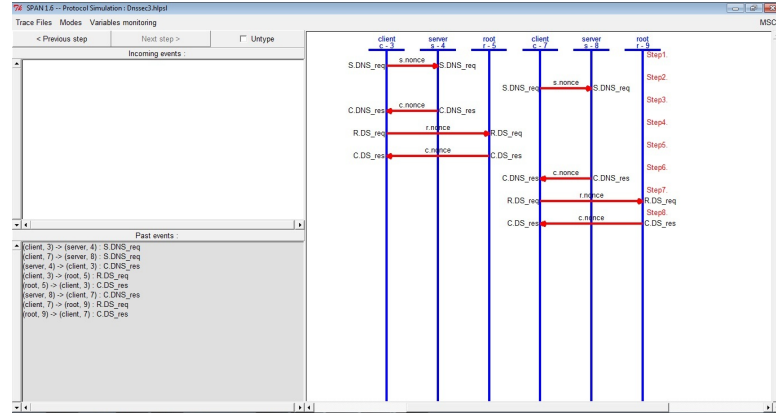 SPAN 1.6 -- Protocol Simulation : Dnssec3.hlpsl
Trace Files Modes Variables monitoring
MSC
< Previous step Next step > Untype
Incoming events :
Past events :
(client, 3) -> (server, 4) : S.DNS_req
(client, 7) -> (server, 8) : S.DNS_req
(server, 4) -> (client, 3) : C.DNS_res
(client, 3) -> (root, 5) : R.DS_req
(root, 5) -> (client, 3) : C.DS_res
(server, 8) -> (client, 7) : C.DNS_res
(client, 7) -> (root, 9) : R.DS_req
(root, 9) -> (client, 7) : C.DS_res
client server root client server root
c - 3 s - 4 r - 5 c - 7 s - 8 r - 9
Step1.
S.DNS_req s.nonce S.DNS_req
Step2.
S.DNS_req s.nonce S.DNS_req
Step3.
C.DNS_res c.nonce C.DNS_res
Step4.
R.DS_req r.nonce R.DS_req
Step5.
C.DS_res c.nonce C.DS_res
Step6.
C.DNS_res c.nonce C.DNS_res
Step7.
R.DS_req r.nonce R.DS_req
Step8.
C.DS_res c.nonce C.DS_res